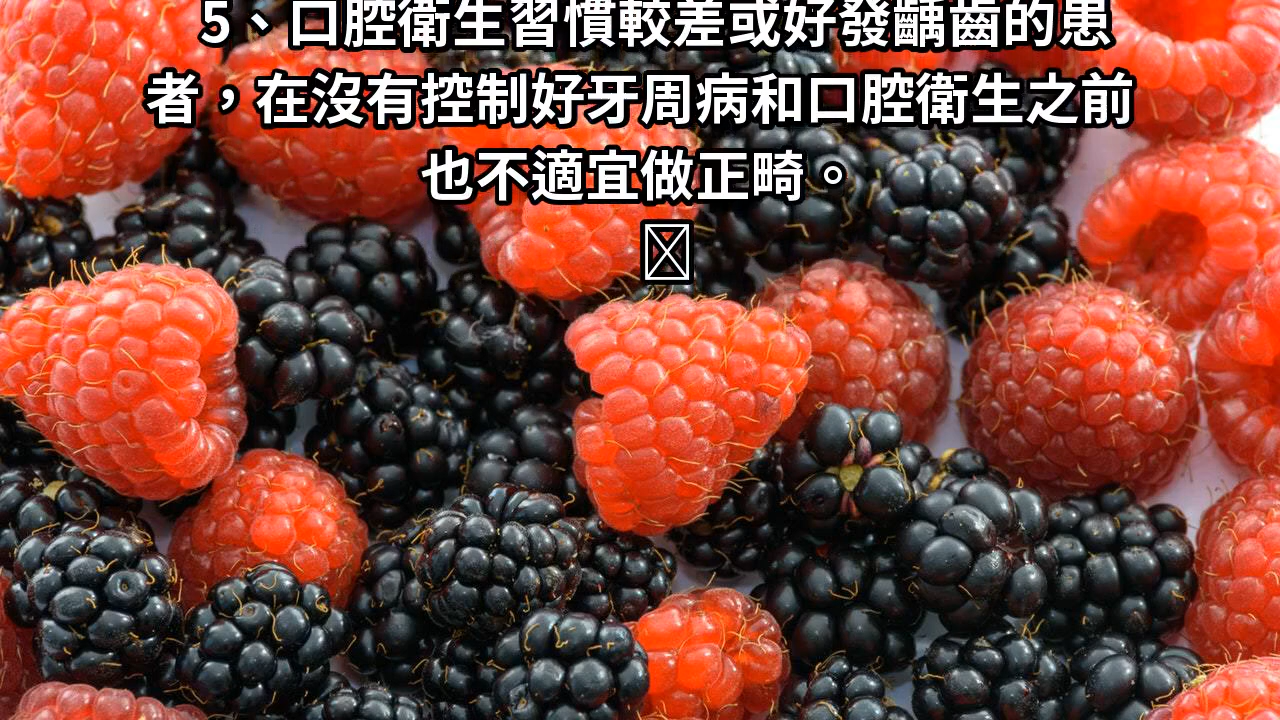 5、口腔衛生習慣較差或好發齲齒的患
者，在沒有控制好牙周病和口腔衛生之前
也不適宜做正畸。